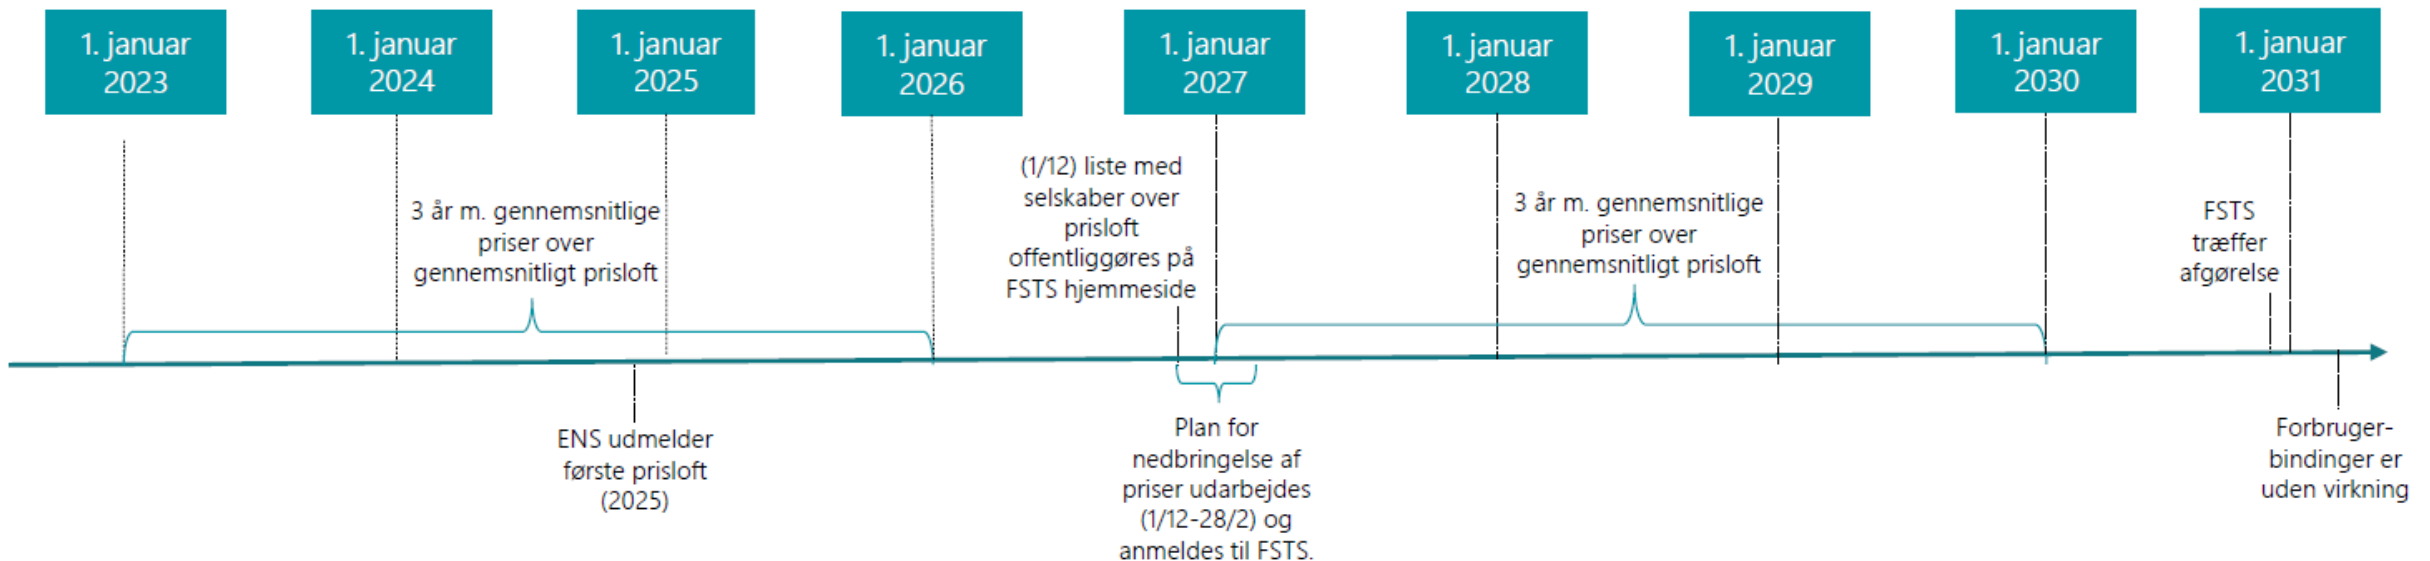 1. januar
2023
1. januar
2024
1. januar
2025
1. januar
2026
1. januar
2027
1. januar
2028
1. januar
2029
1. januar
2030
1. januar
2031
3 år m. gennemsnitlige
priser over
gennemsnitligt prisloft
(1/12) liste med
selskaber over
prisloft
offentliggøres på
FSTS hjemmeside
3 år m. gennemsnitlige
priser over
gennemsnitligt prisloft
FSTS
træffer
afgørelse
ENS udmelder
første prisloft
(2025)
Plan for
nedbringelse af
priser udarbejdes
(1/12-28/2) og
anmeldes til FSTS.
Forbruger-
bindinger er
uden virkning